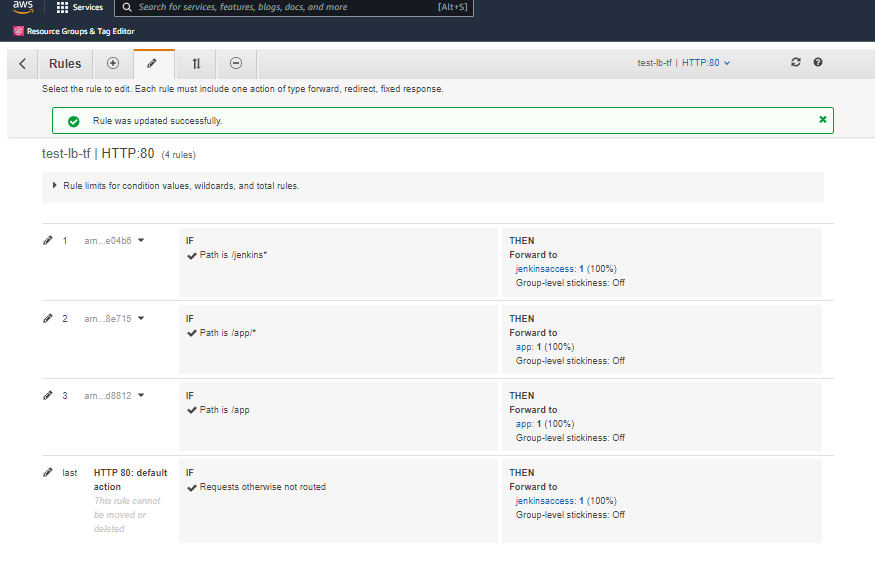 aws
Services
Search for services, features, blogs, docs, and more
[Alt+S]
Resource Groups & Tag Editor
Rules
test-lb-tf | HTTP:80
Select the rule to edit. Each rule must include one action of type forward, redirect, fixed response.
Rule was updated successfully.
test-lb-tf | HTTP:80 (4 rules)
Rule limits for condition values, wildcards, and total rules.
1
arn...e04b6
IF
Path is /jenkins*
THEN
Forward to
jenkinsaccess: 1 (100%)
Group-level stickiness: Off
2
arn...8e715
IF
Path is /app/*
THEN
Forward to
app: 1 (100%)
Group-level stickiness: Off
3
arn...d8812
IF
Path is /app
THEN
Forward to
app: 1 (100%)
Group-level stickiness: Off
last
HTTP 80: default
action
This rule cannot
be moved or
deleted
IF
Requests otherwise not routed
THEN
Forward to
jenkinsaccess: 1 (100%)
Group-level stickiness: Off